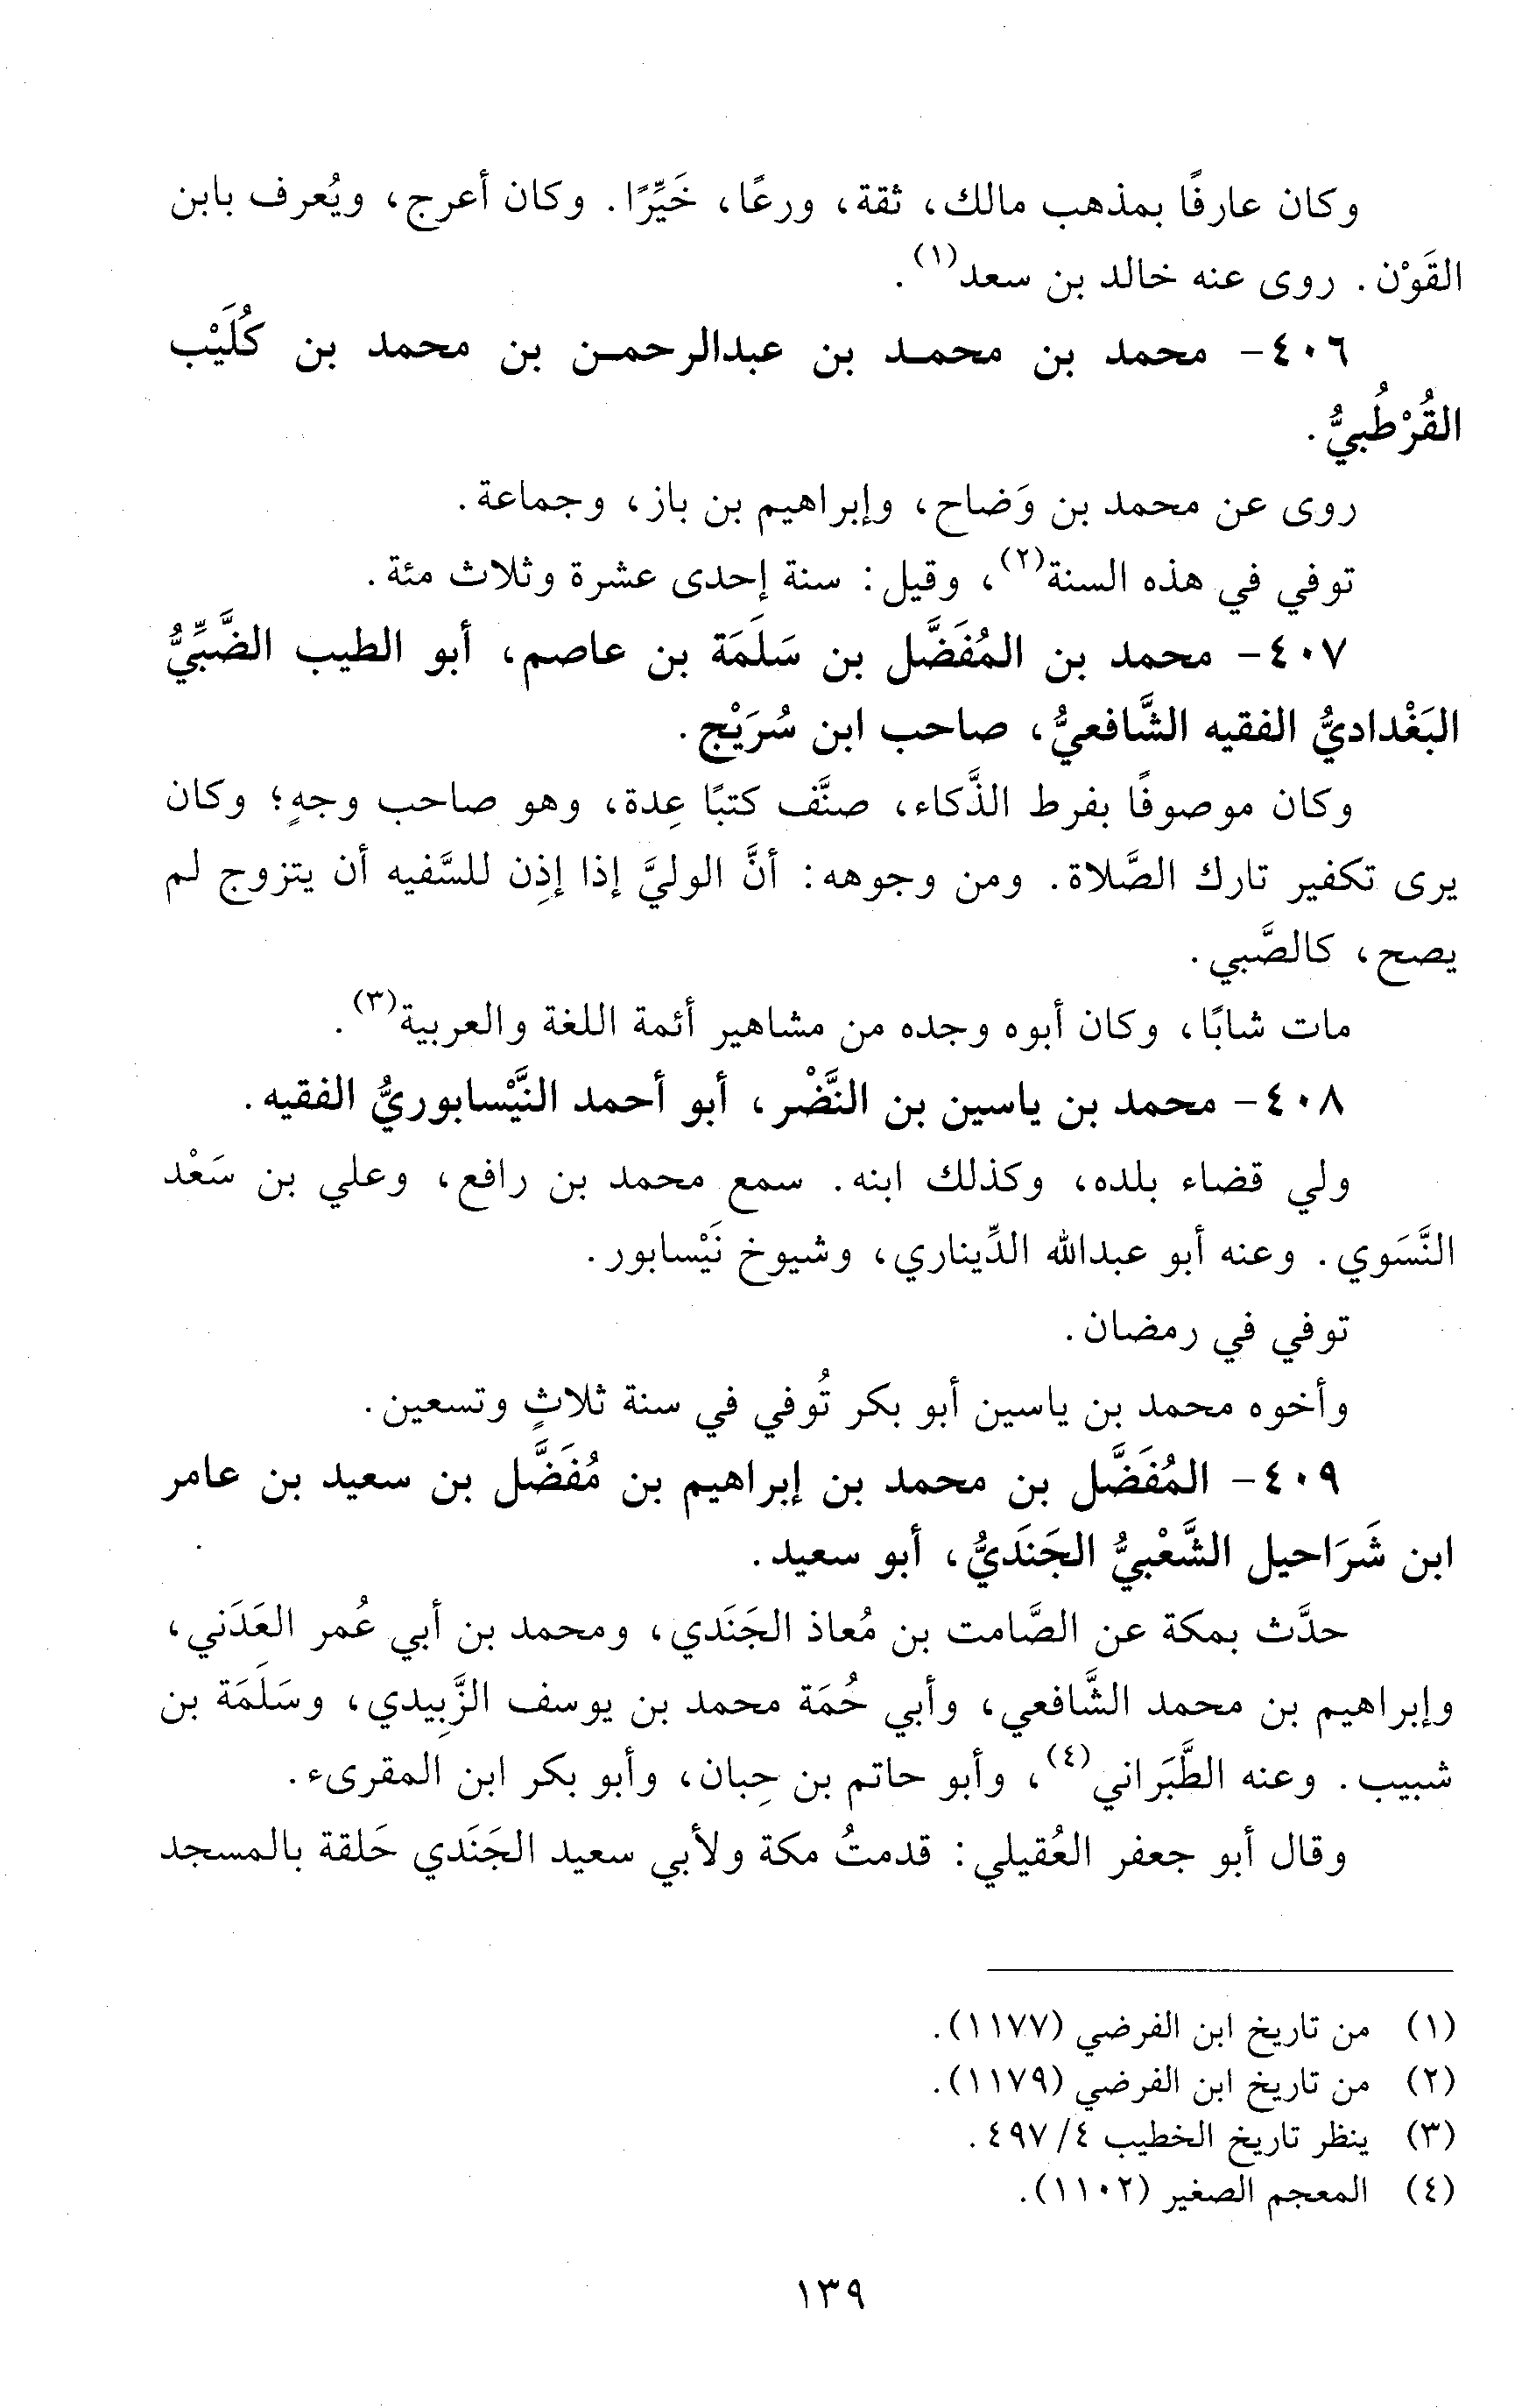 وكان عارفًا بمذهب مالك، ثقة، ورعًا، خَيِّرًا. وكان أعرج، ويُعرف بابن
القَوْن. روى عنه خالد بن سعد(١).
٤٠٦- محمد بن محمد بن عبدالرحمن بن محمد بن كُلَيْب
القُرْطُبيُّ.
روى عن محمد بن وَضاح، وإبراهيم بن باز، وجماعة.
توفي في هذه السنة(٢)، وقيل: سنة إحدى عشرة وثلاث مئة.
٤٠٧- محمد بن المُفَضَّل بن سَلَمَة بن عاصم، أبو الطيب الضَّبِّيُّ
البَغْداديُّ الفقيه الشَّافعيُّ، صاحب ابن سُرَيْج.
وكان موصوفًا بفرط الذَّكاء، صنَّف كتبًا عِدة، وهو صاحب وجهٍ؛ وكان
يرى تكفير تارك الصَّلاة. ومن وجوهه: أنَّ الوليَّ إذا إذِن للسَّفيه أن يتزوج لم
يصح، كالصَّبي.
مات شابًا، وكان أبوه وجده من مشاهير أئمة اللغة والعربية(٣).
٤٠٨- محمد بن ياسين بن النَّضْر، أبو أحمد النَّيْسابوريُّ الفقيه.
ولي قضاء بلده، وكذلك ابنه. سمع محمد بن رافع، وعلي بن سَعْد
النَّسَوي. وعنه أبو عبدالله الدِّيناري، وشيوخ نَيْسابور.
توفي في رمضان.
وأخوه محمد بن ياسين أبو بكر تُوفي في سنة ثلاثٍ وتسعين.
٤٠٩- المُفَضَّل بن محمد بن إبراهيم بن مُفَضَّل بن سعيد بن عامر
ابن شَرَاحيل الشَّعْبيُّ الجَنَديُّ، أبو سعيد.
حدَّث بمكة عن الصَّامت بن مُعاذ الجَنَدي، ومحمد بن أبي عُمر العَدَني،
وإبراهيم بن محمد الشَّافعي، وأبي حُمَة محمد بن يوسف الزَّبِيدي، وسَلَمَة بن
شبيب. وعنه الطَّبَراني(٤)، وأبو حاتم بن حِبان، وأبو بكر ابن المقرىء.
وقال أبو جعفر العُقيلي: قدمتُ مكة ولأبي سعيد الجَنَدي حَلقة بالمسجد
(١) من تاريخ ابن الفرضي (١١٧٧).
(٢) من تاريخ ابن الفرضي (١١٧٩).
(٣) ينظر تاريخ الخطيب ٤/ ٤٩٧.
(٤) المعجم الصغير (١١٠٢).
١٣٩